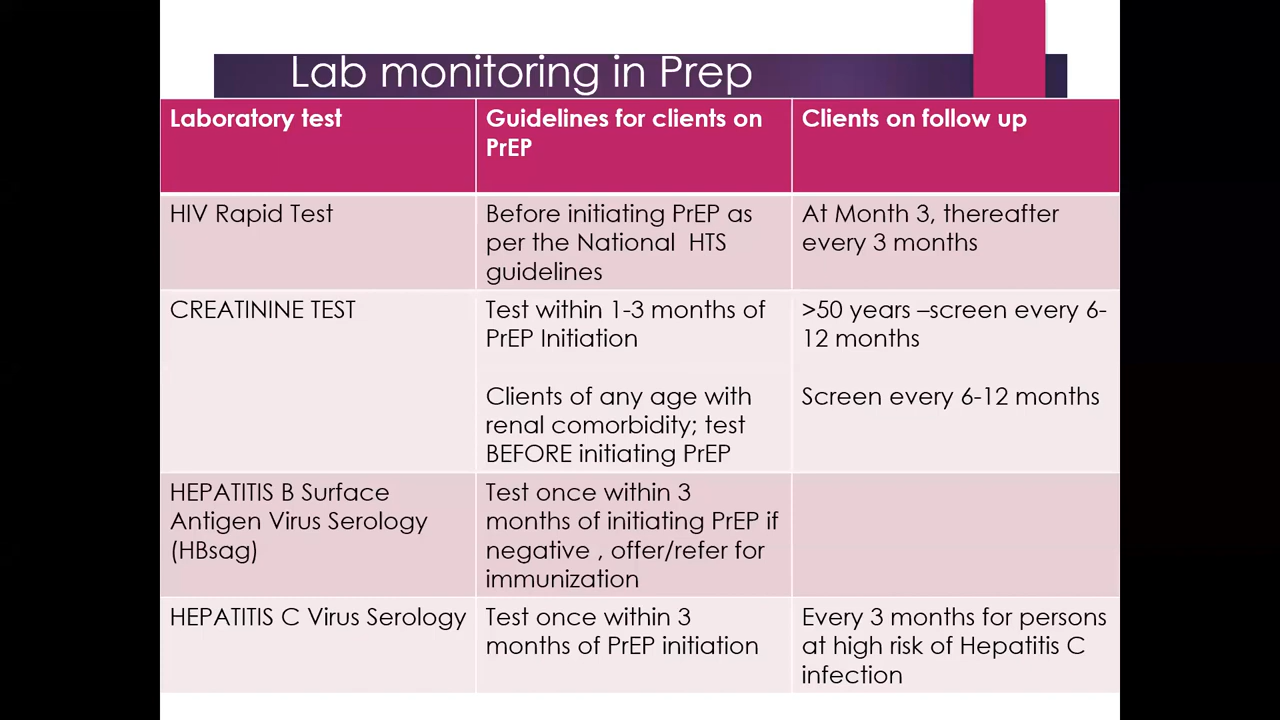 Lab monitoring in Prep
Laboratory test
Guidelines for clients on
PrEP
Clients on follow up
HIV Rapid Test
Before initiating PrEP as
per the National HTS
guidelines
At Month 3, thereafter
every 3 months
CREATININE TEST
Test within 1-3 months of
PrEP Initiation
Clients of any age with
renal comorbidity; test
BEFORE initiating PrEP
>50 years –screen every 6-
12 months
Screen every 6-12 months
HEPATITIS B Surface
Antigen Virus Serology
(HBsag)
Test once within 3
months of initiating PrEP if
negative , offer/refer for
immunization
HEPATITIS C Virus Serology
Test once within 3
months of PrEP initiation
Every 3 months for persons
at high risk of Hepatitis C
infection